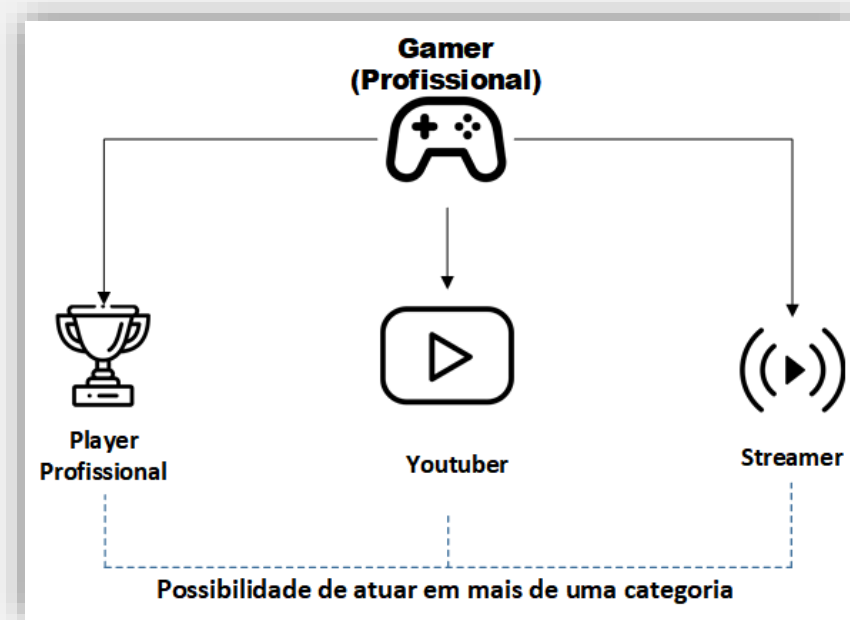 Gamer
(Profissional)
Player
Profissional
Youtuber
Streamer
Possibilidade de atuar em mais de uma categoria